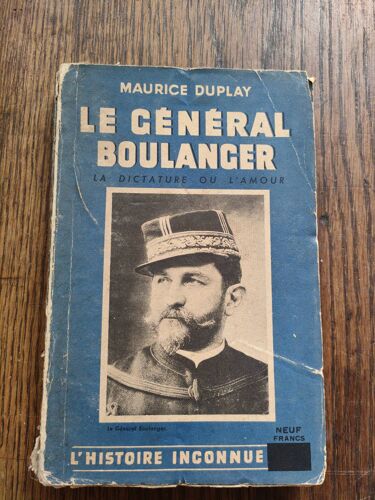 MAURICE DUPLAY
LE GÉNÉRAL
BOULANGER
LA DICTATURE OU L'AMOUR
Le Général Boulanger.
NEUF
FRANCS
L'HISTOIRE INCONNUE